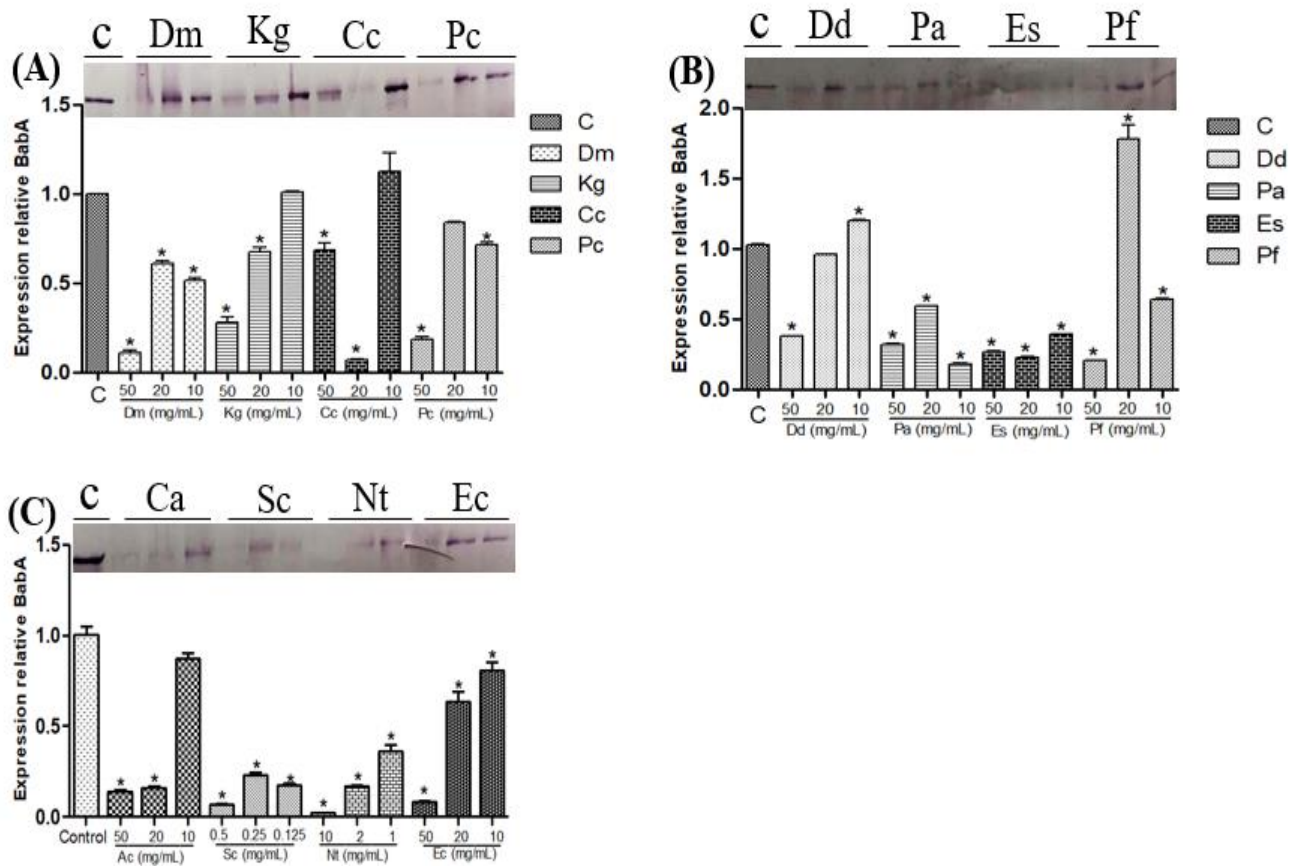 C Dm Kg Cc Pc
(A)
Expression relative BabA
1.5
1.0
0.5
0.0
* * * * * * * *
C
Dm
Kg
Cc
Pc
C 50 20 10 50 20 10 50 20 10 50 20 10
Dm (mg/mL) Kg (mg/mL) Cc (mg/mL) Pc (mg/mL)
C Dd Pa Es Pf
(B)
Expression relative BabA
2.0
1.5
1.0
0.5
0.0
* * * * * * * * * * *
C
Dd
Pa
Es
Pf
C 50 20 10 50 20 10 50 20 10 50 20 10
Dd (mg/mL) Pa (mg/mL) Es (mg/mL) Pf (mg/mL)
C Ca Sc Nt Ec
(C)
Expression relative BabA
1.5
1.0
0.5
0.0
* * * * * * * * * * *
Control 50 20 10 0.5 0.25 0.125 10 2 1 50 20 10
Ac (mg/mL) Sc (mg/mL) Nt (mg/mL) Ec (mg/mL)